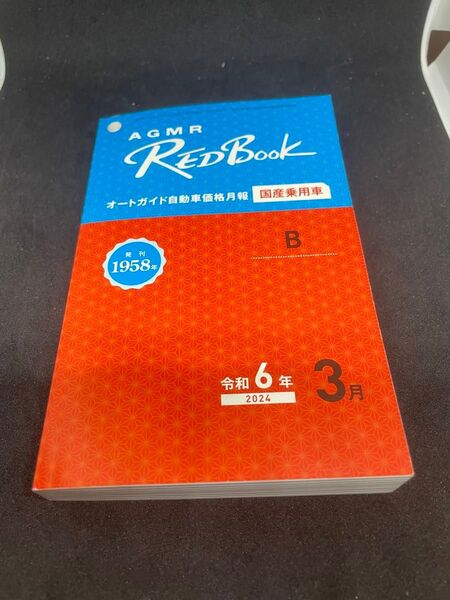 AGMR
REDBOOK
オートガイド自動車価格月報 国産乗用車
B
発刊
1958年
令和6年 3月
2024